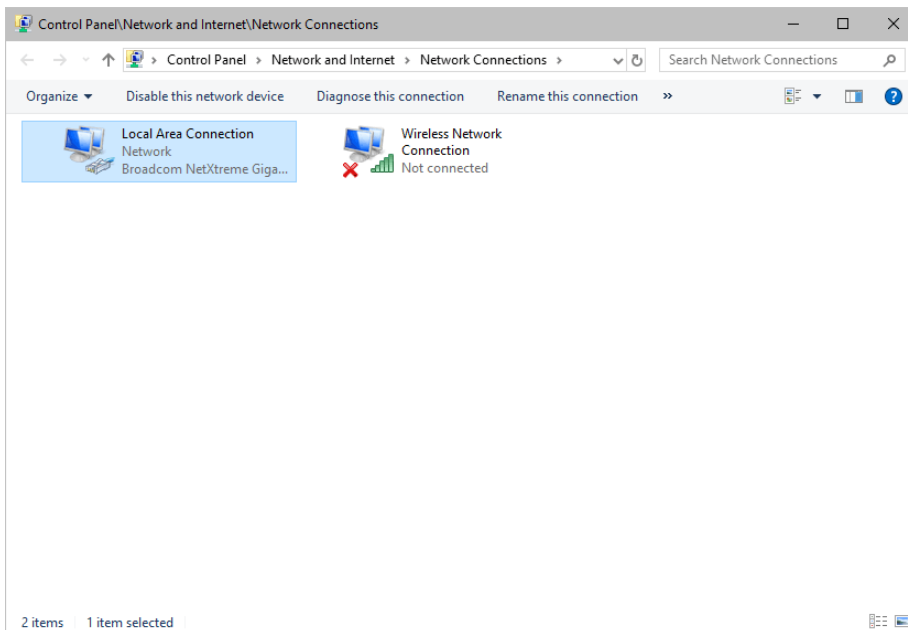 Control Panel\Network and Internet\Network Connections
Control Panel > Network and Internet > Network Connections >
Search Network Connections
Organize
Disable this network device
Diagnose this connection
Rename this connection
»
Local Area Connection
Network
Broadcom NetXtreme Giga...
Wireless Network
Connection
Not connected
2 items
1 item selected